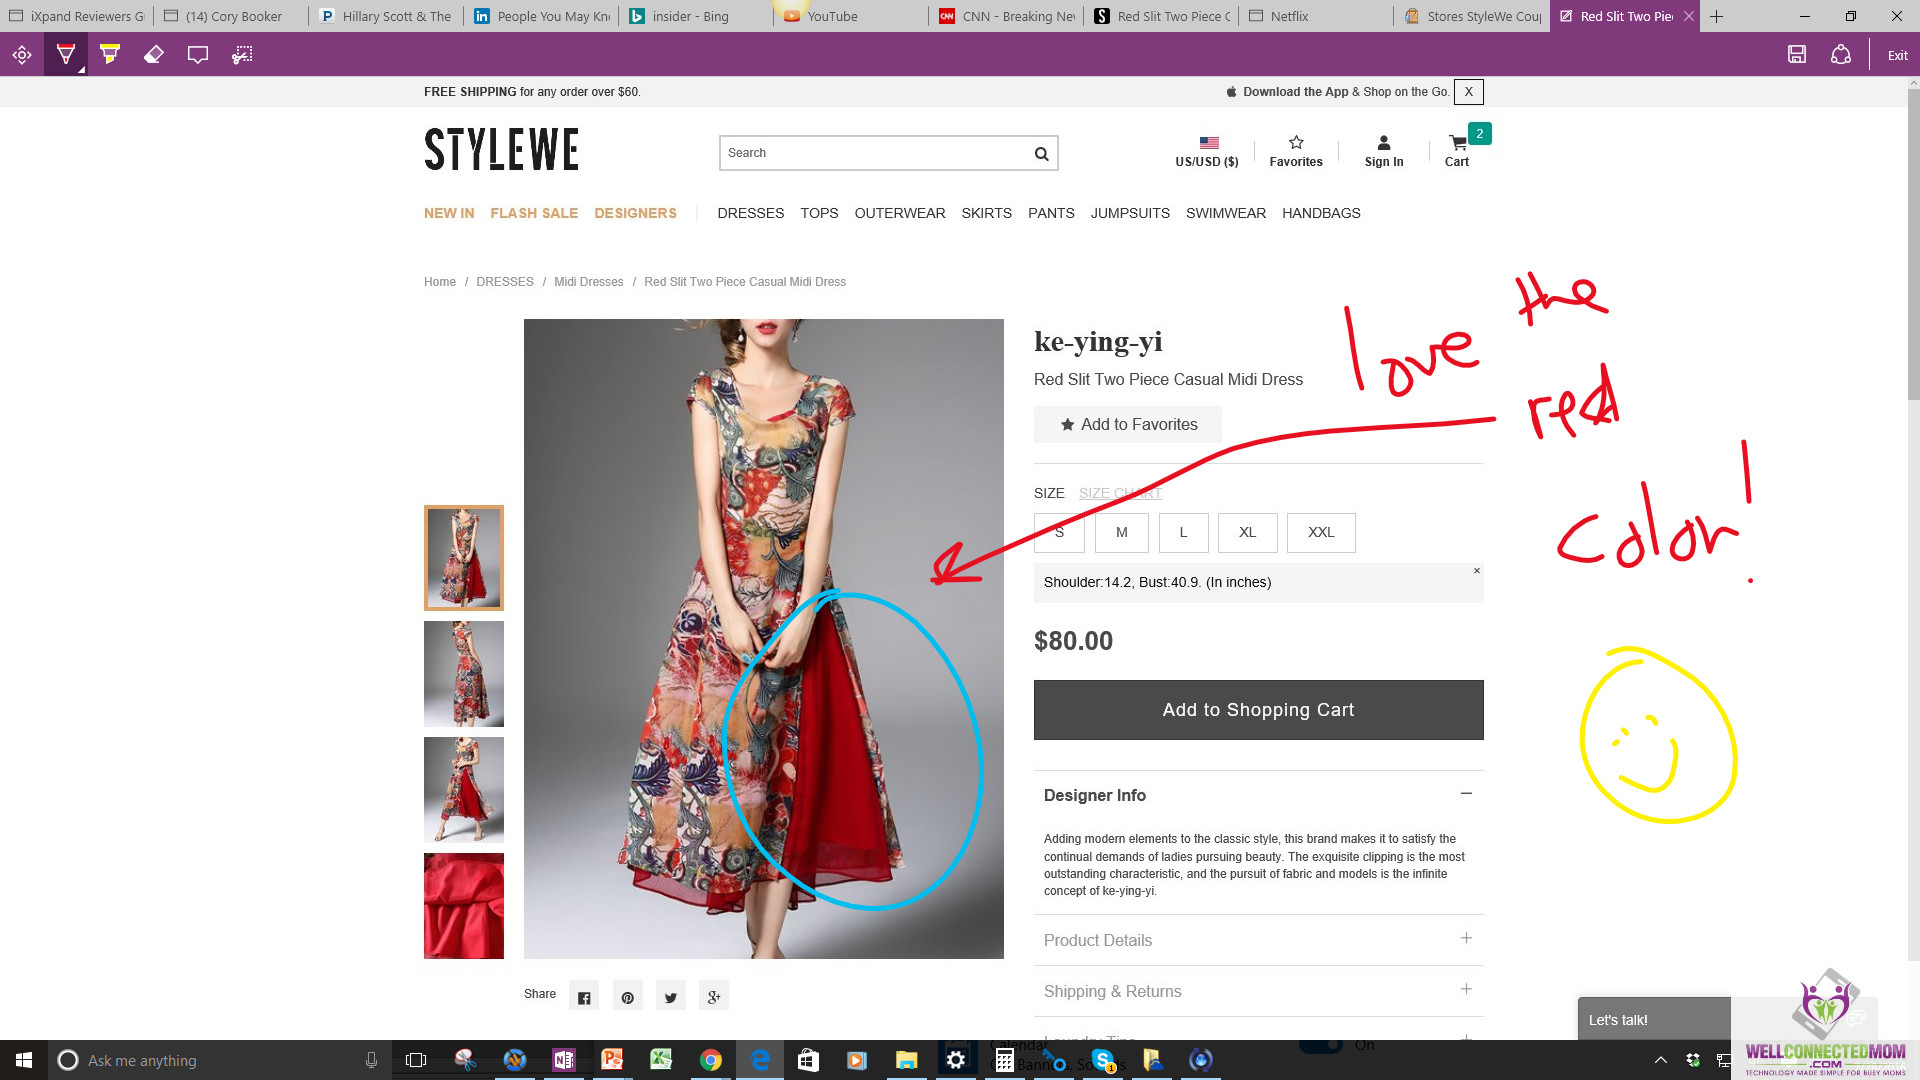 iXpand Reviewers G
(14) Cory Booker
Hillary Scott & The
People You May Kn
insider - Bing
YouTube
CNN - Breaking Ne
Red Slit Two Piece C
Netflix
Stores StyleWe Cou
Red Slit Two Pie
Exit
FREE SHIPPING for any order over $60.
Download the App & Shop on the Go. X
STYLEWE
Search
US/USD ($)
Favorites
Sign In
Cart
2
NEW IN FLASH SALE DESIGNERS DRESSES TOPS OUTERWEAR SKIRTS PANTS JUMPSUITS SWIMWEAR HANDBAGS
Home / DRESSES / Midi Dresses / Red Slit Two Piece Casual Midi Dress
love the
red
color!
ke-ying-yi
Red Slit Two Piece Casual Midi Dress
Add to Favorites
SIZE SIZE CHART
S M L XL XXL
Shoulder:14.2, Bust:40.9. (In inches) ×
$80.00
Add to Shopping Cart
Designer Info
Adding modern elements to the classic style, this brand makes it to satisfy the
continual demands of ladies pursuing beauty. The exquisite clipping is the most
outstanding characteristic, and the pursuit of fabric and models is the infinite
concept of ke-ying-yi.
Product Details
Shipping & Returns
Share
Let's talk!
Ask me anything
Calendar
On
WELLCONNECTEDMOM
.COM
TECHNOLOGY MADE SIMPLE FOR BUSY MOMS